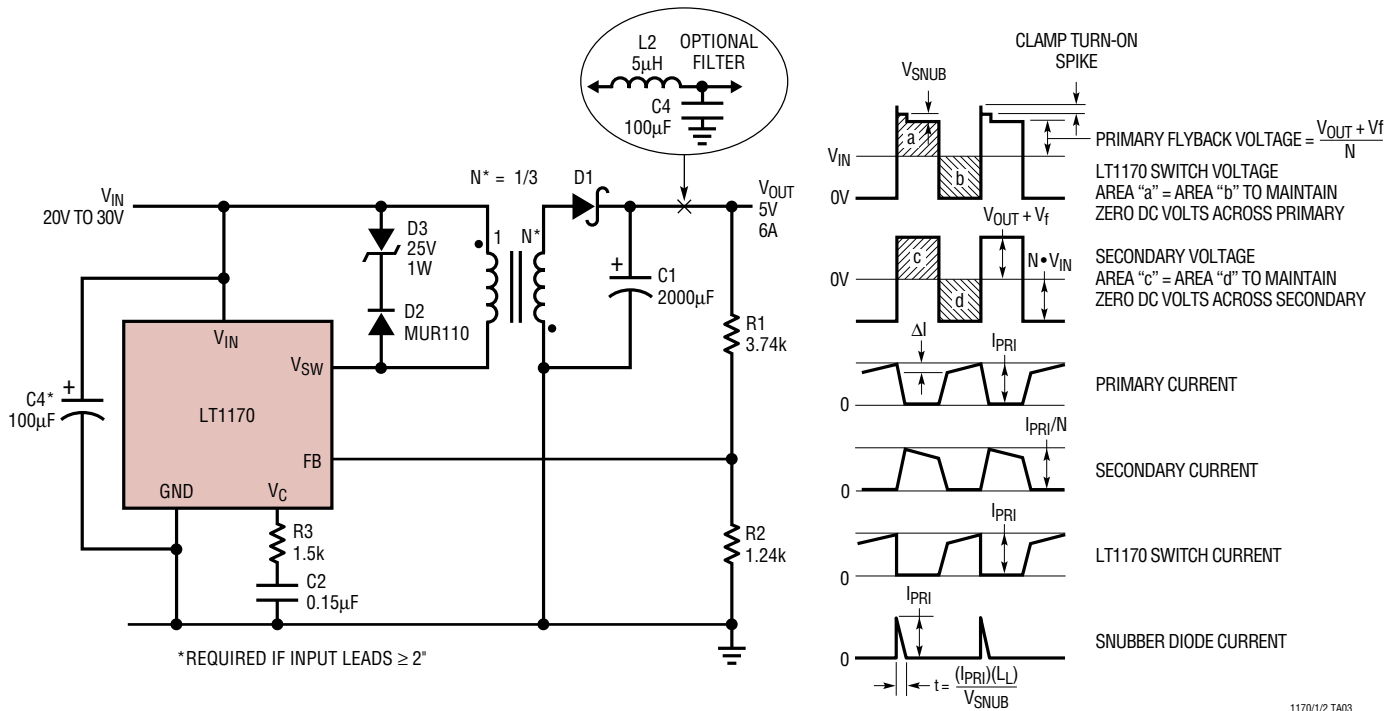 L2
5µH
OPTIONAL
FILTER
C4
100µF
N* = 1/3
D1
VIN
20V TO 30V
VOUT
5V
6A
D3
25V
1W
1
N*
+
C1
2000µF
D2
MUR110
R1
3.74k
VIN
VSW
LT1170
+
C4*
100µF
FB
GND
VC
R3
1.5k
R2
1.24k
C2
0.15µF
*REQUIRED IF INPUT LEADS ≥ 2"
CLAMP TURN-ON
SPIKE
VSNUB
a
b
VIN
0V
PRIMARY FLYBACK VOLTAGE = VOUT + Vf
N
LT1170 SWITCH VOLTAGE
AREA “a” = AREA “b” TO MAINTAIN
ZERO DC VOLTS ACROSS PRIMARY
VOUT + Vf
c
d
0V
N•VIN
SECONDARY VOLTAGE
AREA “c” = AREA “d” TO MAINTAIN
ZERO DC VOLTS ACROSS SECONDARY
∆I
IPRI
0
PRIMARY CURRENT
IPRI/N
0
SECONDARY CURRENT
IPRI
0
LT1170 SWITCH CURRENT
IPRI
0
SNUBBER DIODE CURRENT
t = (IPRI)(LL)
VSNUB
1170/1/2 TA03